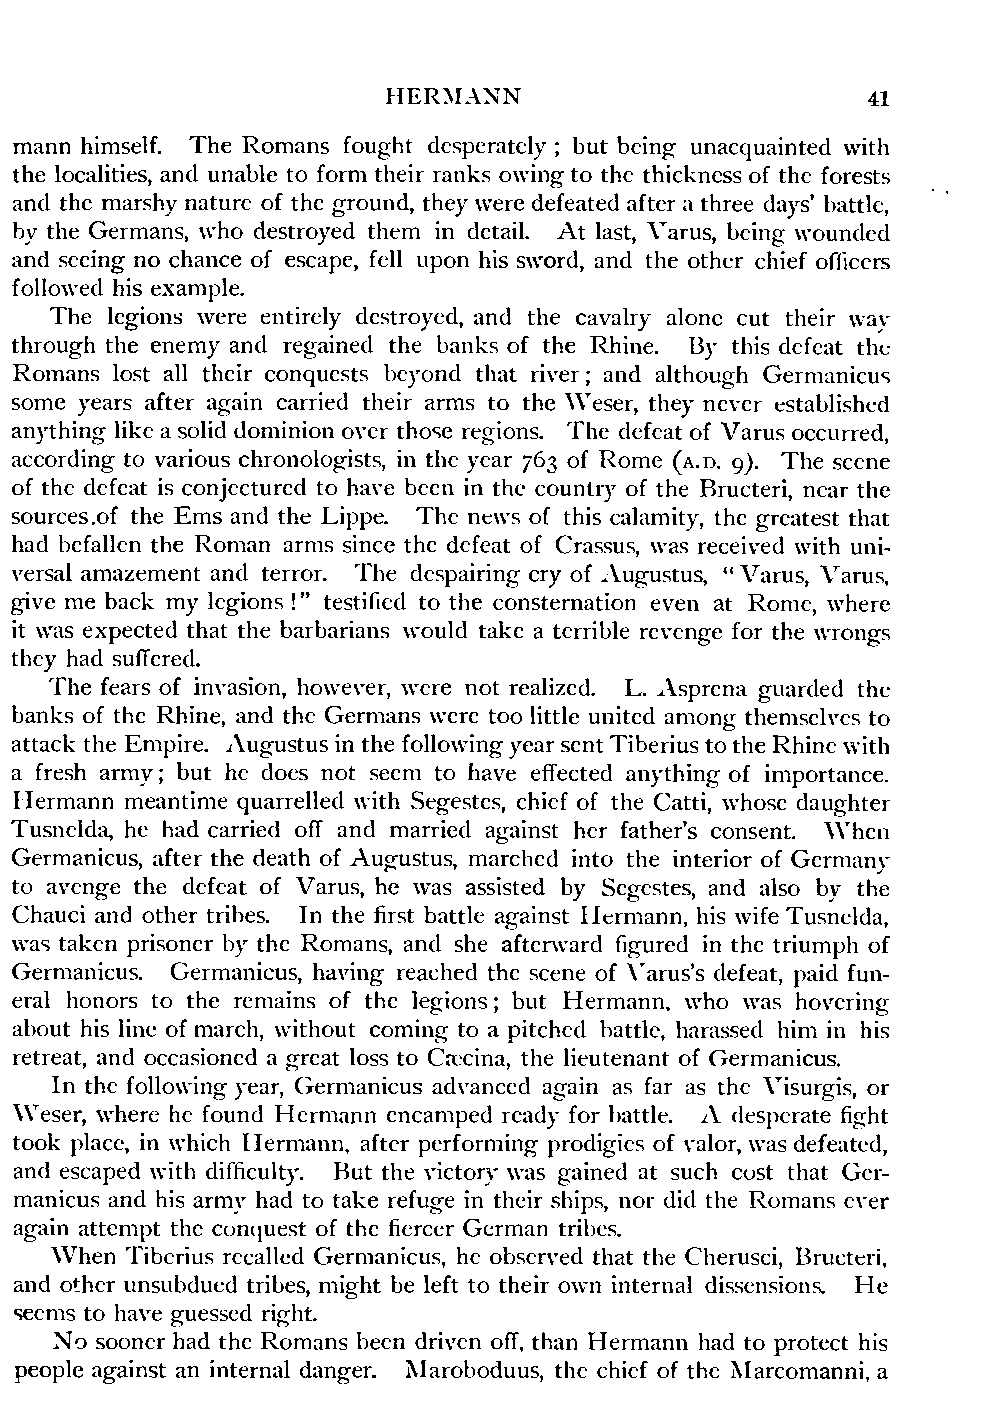 HERMANN 41
mann himself. The Romans fought desperately ; but being unacquainted with
the localities, and unable to form their ranks owing to the thickness of the forests
and the marshy nature of the ground, they were defeated after a three days' battle,
by the Germans, who destroyed them in detail. At last, Varus, being wounded
and seeing no chance of escape, fell upon his sword, and the other chief officers
followed his example.
The legions were entirely destroyed, and the cavalry alone cut their way
through the enemy and regained the banks of the Rhine. By this defeat the
Romans lost all their conquests beyond that river ; and although Germanicus
some years after again carried their arms to the Weser, they never established
anything like a solid dominion over those regions. The defeat of Varus occurred,
according to various chronologists, in the year 763 of Rome (A.D. 9). The scene
of the defeat is conjectured to have been in the country of the Bructeri, near the
sources of the Ems and the Lippe. The news of this calamity, the greatest that
had befallen the Roman arms since the defeat of Crassus, was received with uni-
versal amazement and terror. The despairing cry of Augustus, " Varus, Varus,
give me back my legions ! " testified to the consternation even at Rome, where
it was expected that the barbarians would take a terrible revenge for the wrongs
they had suffered.
The fears of invasion, however, were not realized. L. Asprena guarded the
banks of the Rhine, and the Germans were too little united among themselves to
attack the Empire. Augustus in the following year sent Tiberius to the Rhine with
a fresh army ; but he does not seem to have effected anything of importance.
Hermann meantime quarrelled with Segestes, chief of the Catti, whose daughter
Tusnelda, he had carried off and married against her father's consent. When
Germanicus, after the death of Augustus, marched into the interior of Germany
to avenge the defeat of Varus, he was assisted by Segestes, and also by the
Chauci and other tribes. In the first battle against Hermann, his wife Tusnelda,
was taken prisoner by the Romans, and she afterward figured in the triumph of
Germanicus. Germanicus, having reached the scene of Varus's defeat, paid fun-
eral honors to the remains of the legions ; but Hermann, who was hovering
about his line of march, without coming to a pitched battle, harassed him in his
retreat, and occasioned a great loss to Cæcina, the lieutenant of Germanicus.
In the following year, Germanicus advanced again as far as the Visurgis, or
Weser, where he found Hermann encamped ready for battle. A desperate fight
took place, in which Hermann, after performing prodigies of valor, was defeated,
and escaped with difficulty. But the victory was gained at such cost that Ger-
manicus and his army had to take refuge in their ships, nor did the Romans ever
again attempt the conquest of the fiercer German tribes.
When Tiberius recalled Germanicus, he observed that the Cherusci, Bructeri,
and other unsubdued tribes, might be left to their own internal dissensions. He
seems to have guessed right.
No sooner had the Romans been driven off, than Hermann had to protect his
people against an internal danger. Maroboduus, the chief of the Marcomanni, a